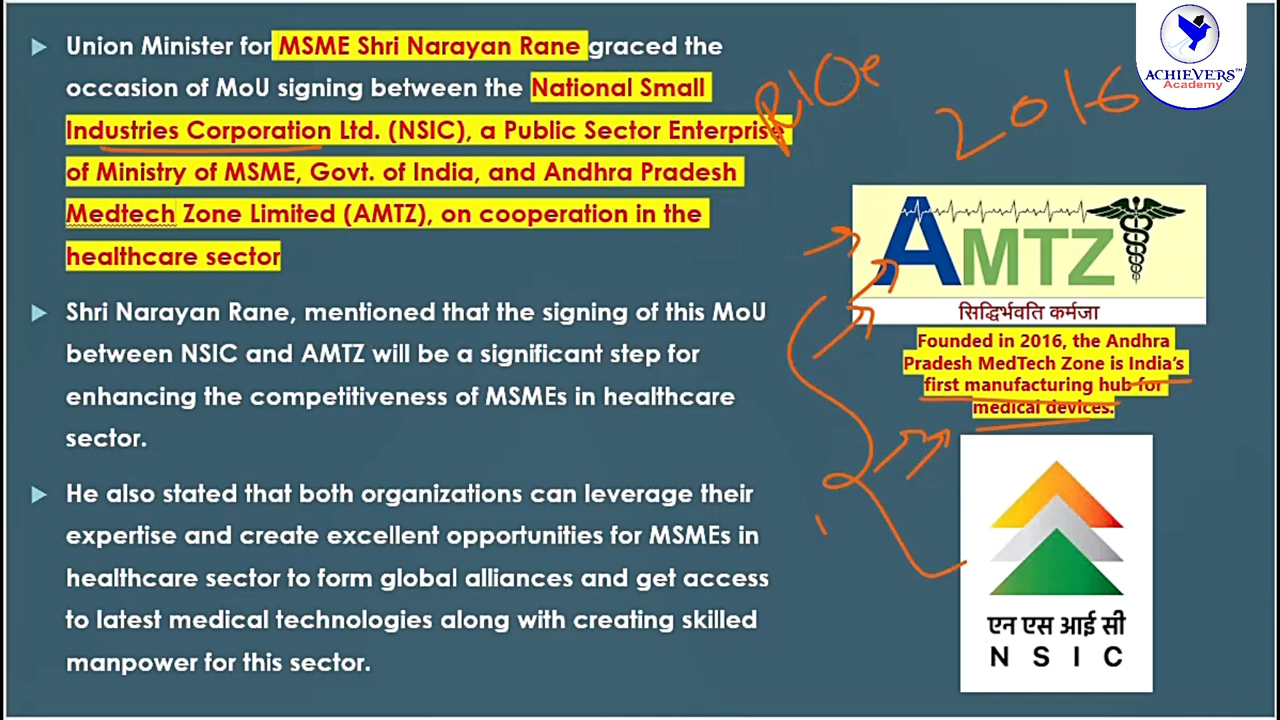 Union Minister for MSME Shri Narayan Rane graced the
occasion of MoU signing between the National Small
Industries Corporation Ltd. (NSIC), a Public Sector Enterprise
of Ministry of MSME, Govt. of India, and Andhra Pradesh
Medtech Zone Limited (AMTZ), on cooperation in the
healthcare sector
Shri Narayan Rane, mentioned that the signing of this MoU
between NSIC and AMTZ will be a significant step for
enhancing the competitiveness of MSMEs in healthcare
sector.
He also stated that both organizations can leverage their
expertise and create excellent opportunities for MSMEs in
healthcare sector to form global alliances and get access
to latest medical technologies along with creating skilled
manpower for this sector.
2016
ACHIEVERS™
Academy
AMTZ
सिद्धिर्भवति कर्मजा
Founded in 2016, the Andhra
Pradesh MedTech Zone is India's
first manufacturing hub for
medical devices.
एन एस आई सी
NSIC